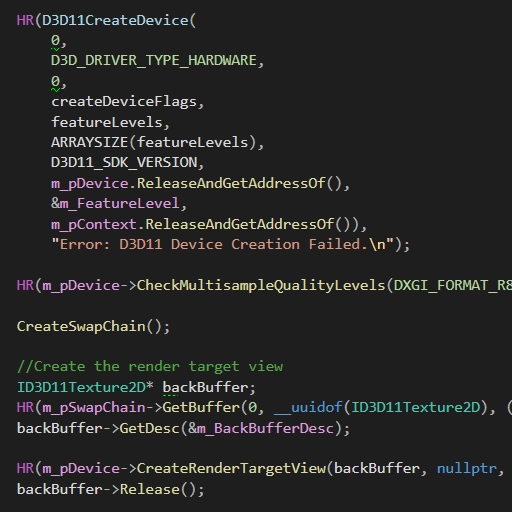 HR(D3D11CreateDevice(
0,
D3D_DRIVER_TYPE_HARDWARE,
0,
createDeviceFlags,
featureLevels,
ARRAYSIZE(featureLevels),
D3D11_SDK_VERSION,
m_pDevice.ReleaseAndGetAddressOf(),
&m_FeatureLevel,
m_pContext.ReleaseAndGetAddressOf()),
"Error: D3D11 Device Creation Failed.\n");
HR(m_pDevice->CheckMultisampleQualityLevels(DXGI_FORMAT_R8
CreateSwapChain();
//Create the render target view
ID3D11Texture2D* backBuffer;
HR(m_pSwapChain->GetBuffer(0, __uuidof(ID3D11Texture2D), (
backBuffer->GetDesc(&m_BackBufferDesc);
HR(m_pDevice->CreateRenderTargetView(backBuffer, nullptr,
backBuffer->Release();